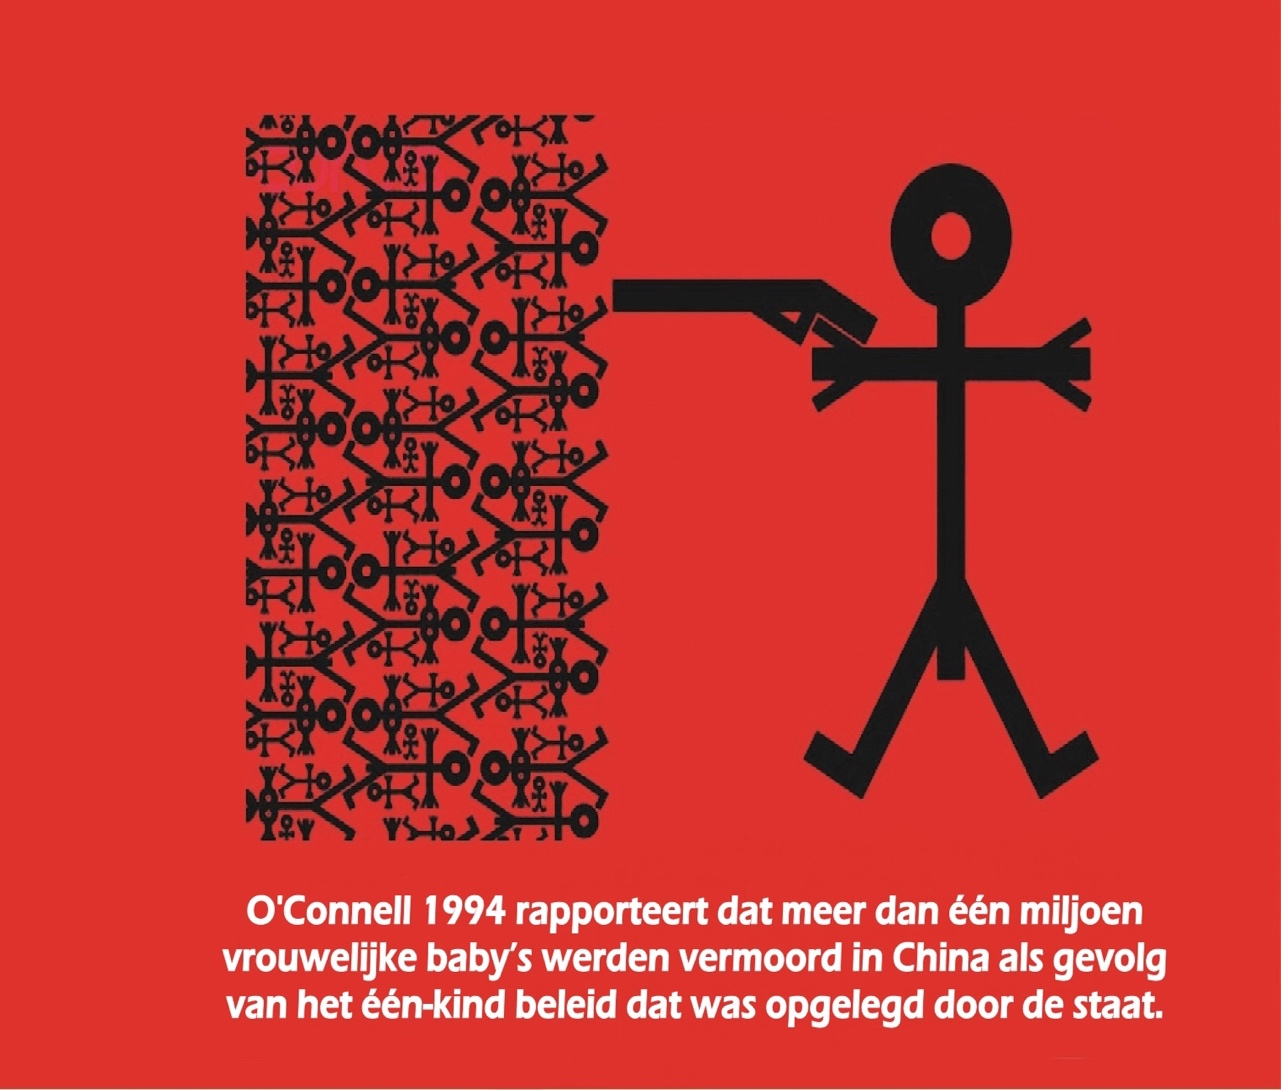 O'Connell 1994 rapporteert dat meer dan één miljoen
vrouwelijke baby’s werden vermoord in China als gevolg
van het één-kind beleid dat was opgelegd door de staat.